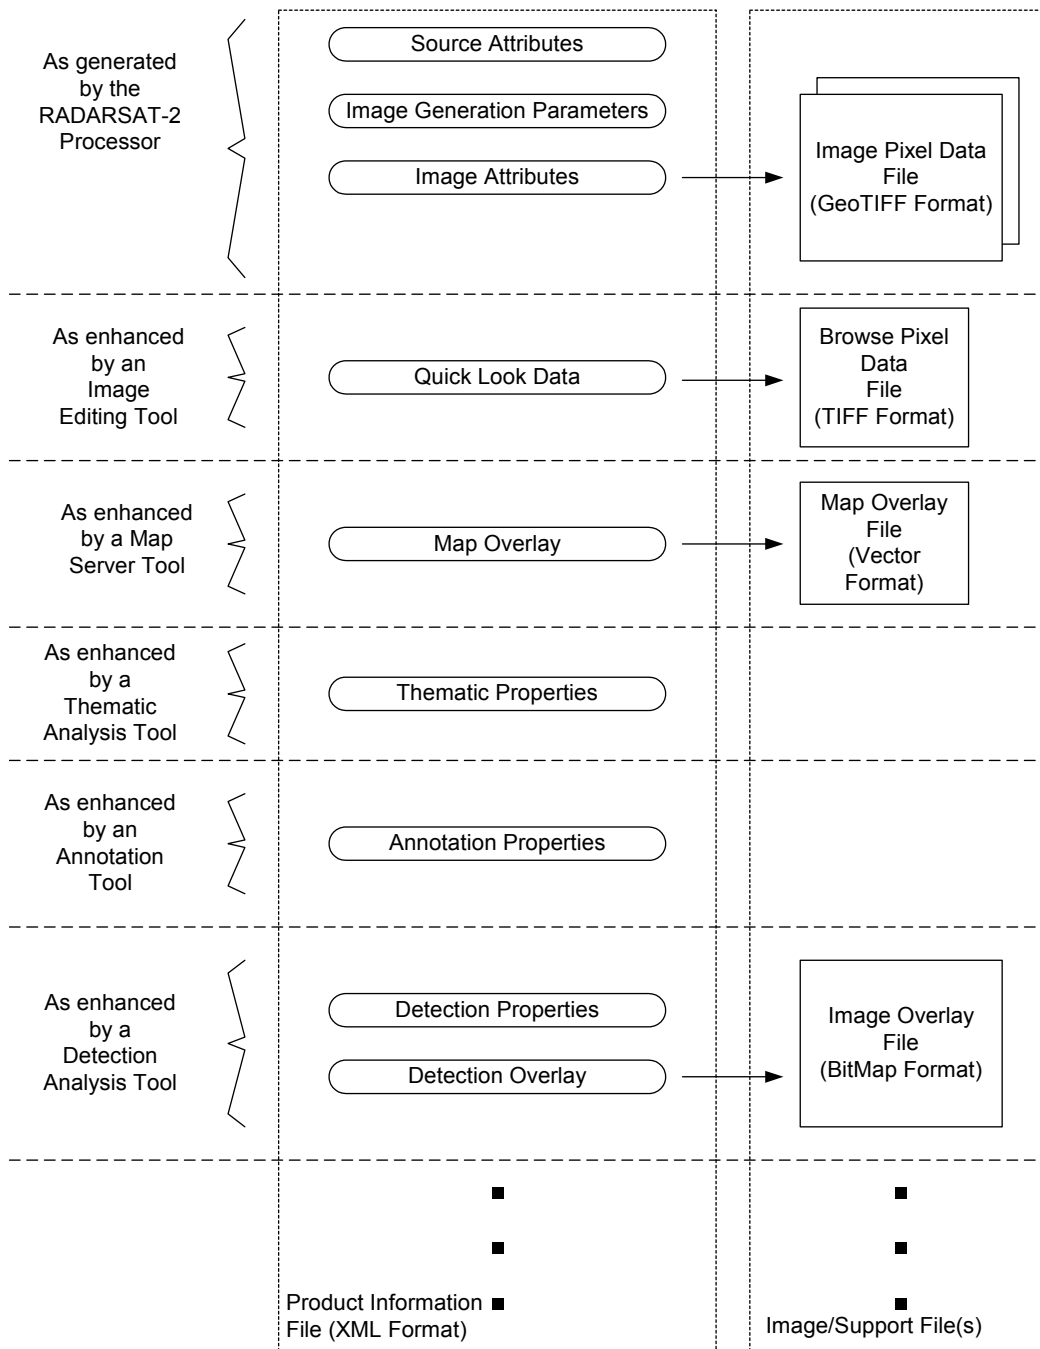 As generated
by the
RADARSAT-2
Processor
Source Attributes
Image Generation Parameters
Image Attributes
Image Pixel Data
File
(GeoTIFF Format)
As enhanced
by an
Image
Editing Tool
Quick Look Data
Browse Pixel
Data
File
(TIFF Format)
As enhanced
by a Map
Server Tool
Map Overlay
Map Overlay
File
(Vector
Format)
As enhanced
by a
Thematic
Analysis Tool
Thematic Properties
As enhanced
by an
Annotation
Tool
Annotation Properties
As enhanced
by a
Detection
Analysis Tool
Detection Properties
Detection Overlay
Image Overlay
File
(BitMap Format)
Product Information
File (XML Format)
Image/Support File(s)